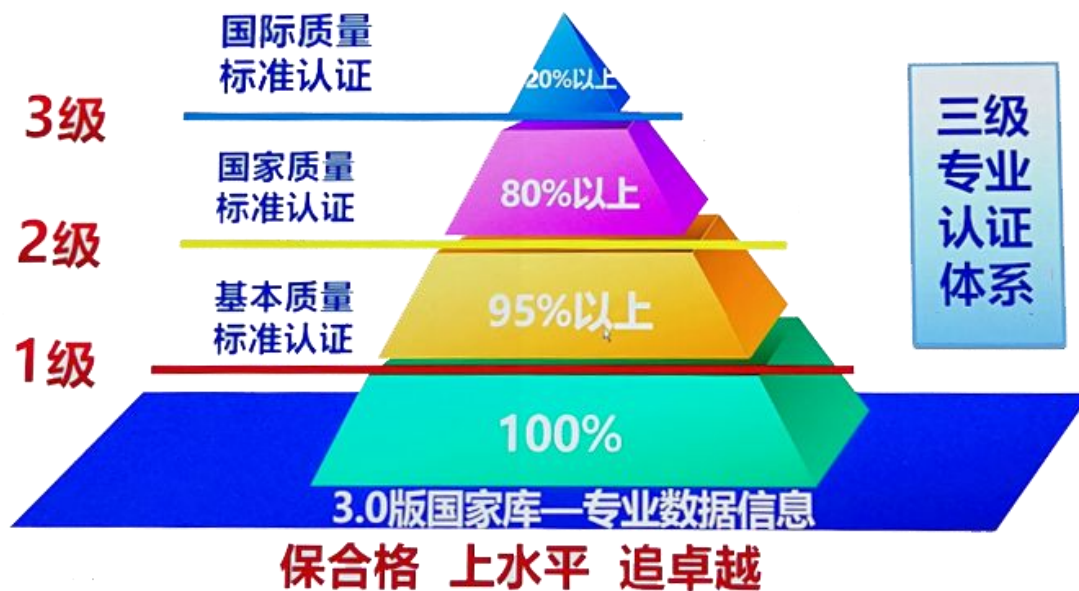 国际质量
标准认证
20%以上
3级
国家质量
标准认证
80%以上
2级
基本质量
标准认证
95%以上
1级
100%
3.0版国家库—专业数据信息
保合格 上水平 追卓越
三级
专业
认证
体系